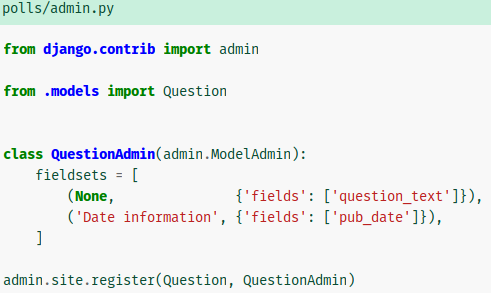 polls/admin.py
from django.contrib import admin
from .models import Question
class QuestionAdmin(admin.ModelAdmin):
    fieldsets = [
        (None,               {'fields': ['question_text']}),
        ('Date information', {'fields': ['pub_date']}),
    ]
admin.site.register(Question, QuestionAdmin)